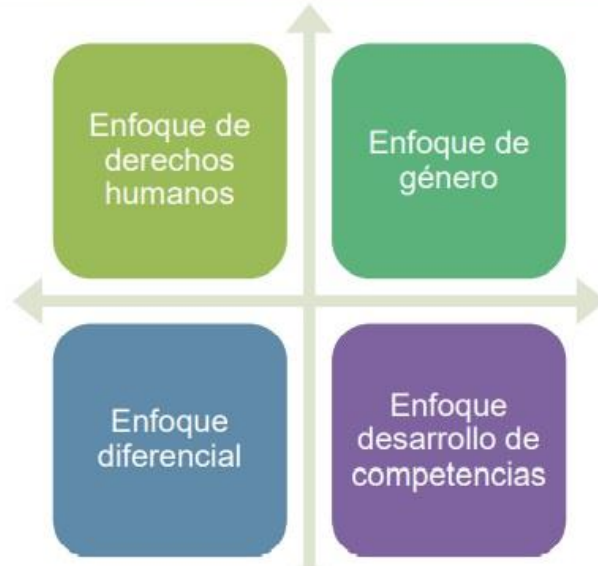 Enfoque de
derechos
humanos
Enfoque de
género
Enfoque
diferencial
Enfoque
desarrollo de
competencias